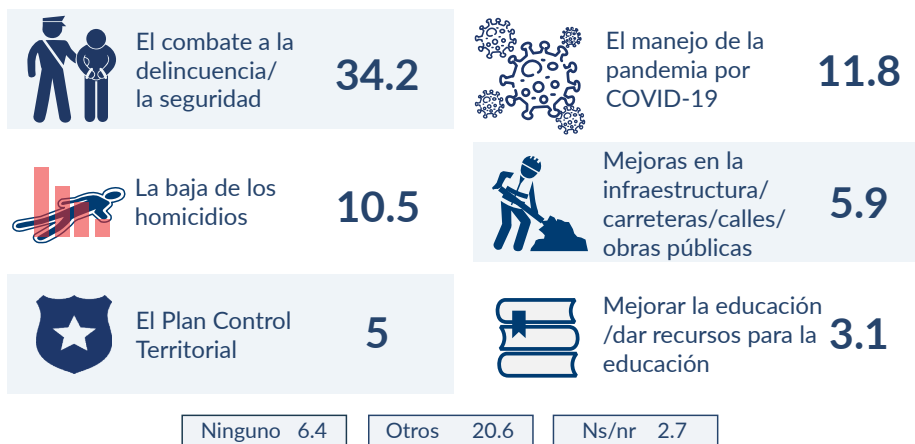 El combate a la
delincuencia/
la seguridad
34.2
El manejo de la
pandemia por
COVID-19
11.8
La baja de los
homicidios
10.5
Mejoras en la
infraestructura/
carreteras/calles/
obras públicas
5.9
El Plan Control
Territorial
5
Mejorar la educación
/dar recursos para la
educación
3.1
Ninguno 6.4
Otros 20.6
Ns/nr 2.7